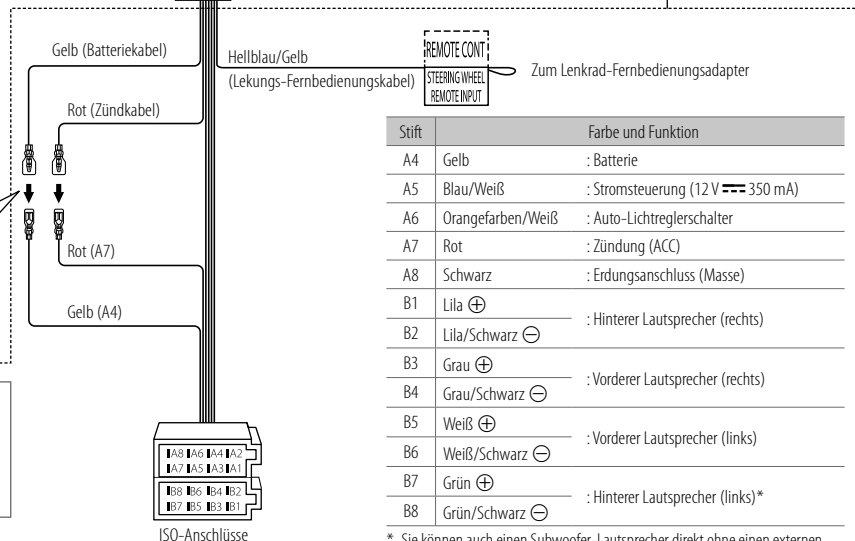 Gelb (Batteriekabel)
Hellblau/Gelb
(Lekungs-Fernbedienungskabel)
REMOTE CONT
STEERING WHEEL
REMOTE INPUT
Zum Lenkrad-Fernbedienungsadapter
Rot (Zündkabel)
Rot (A7)
Gelb (A4)
A8 A6 A4 A2
A7 A5 A3 A1
B8 B6 B4 B2
B7 B5 B3 B1
ISO-Anschlüsse
Stift Farbe und Funktion
A4 Gelb : Batterie
A5 Blau/Weiß : Stromsteuerung (12 V ⎓ 350 mA)
A6 Orangefarben/Weiß : Auto-Lichtreglerschalter
A7 Rot : Zündung (ACC)
A8 Schwarz : Erdungsanschluss (Masse)
B1 Lila ⊕
: Hinterer Lautsprecher (rechts)
B2 Lila/Schwarz ⊖
B3 Grau ⊕
: Vorderer Lautsprecher (rechts)
B4 Grau/Schwarz ⊖
B5 Weiß ⊕
: Vorderer Lautsprecher (links)
B6 Weiß/Schwarz ⊖
B7 Grün ⊕
: Hinterer Lautsprecher (links)*
B8 Grün/Schwarz ⊖
* Sie können auch einen Subwoofer-Lautsprecher direkt ohne einen externen